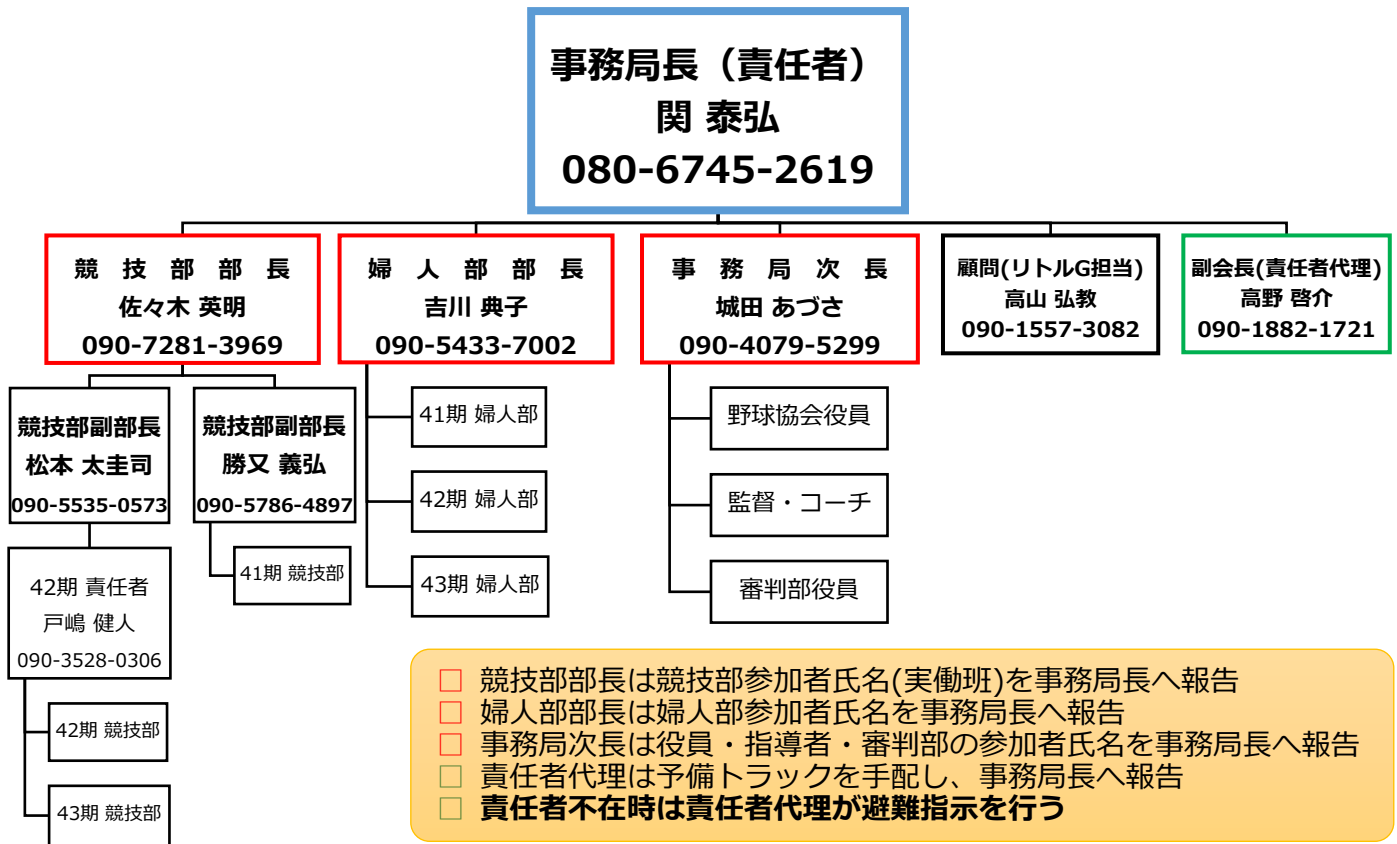 事務局長（責任者）
関 泰弘
080-6745-2619
競 技 部 部 長
佐々木 英明
090-7281-3969
婦 人 部 部 長
吉川 典子
090-5433-7002
事 務 局 次 長
城田 あづさ
090-4079-5299
顧問(リトルG担当)
高山 弘教
090-1557-3082
副会長(責任者代理)
高野 啓介
090-1882-1721
競技部副部長
松本 太圭司
090-5535-0573
競技部副部長
勝又 義弘
090-5786-4897
42期 責任者
戸嶋 健人
090-3528-0306
42期 競技部
43期 競技部
41期 競技部
41期 婦人部
42期 婦人部
43期 婦人部
野球協会役員
監督・コーチ
審判部役員
□ 競技部部長は競技部参加者氏名(実働班)を事務局長へ報告
□ 婦人部部長は婦人部参加者氏名を事務局長へ報告
□ 事務局次長は役員・指導者・審判部の参加者氏名を事務局長へ報告
□ 責任者代理は予備トラックを手配し、事務局長へ報告
□ 責任者不在時は責任者代理が避難指示を行う